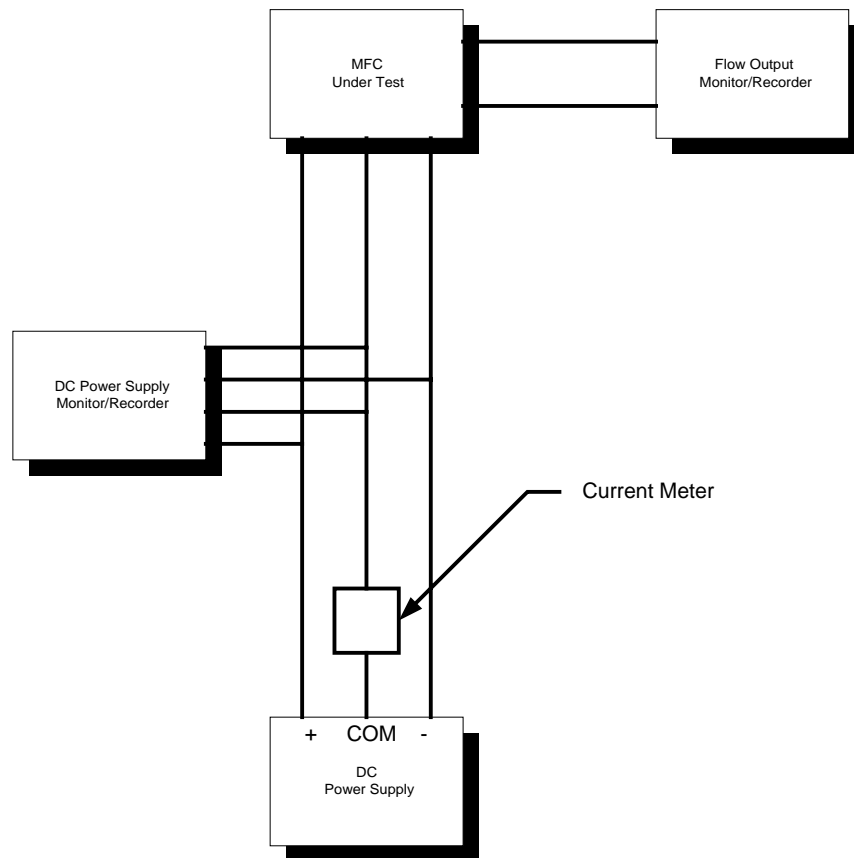 MFC
Under Test
Flow Output
Monitor/Recorder
DC Power Supply
Monitor/Recorder
Current Meter
+ COM -
DC
Power Supply